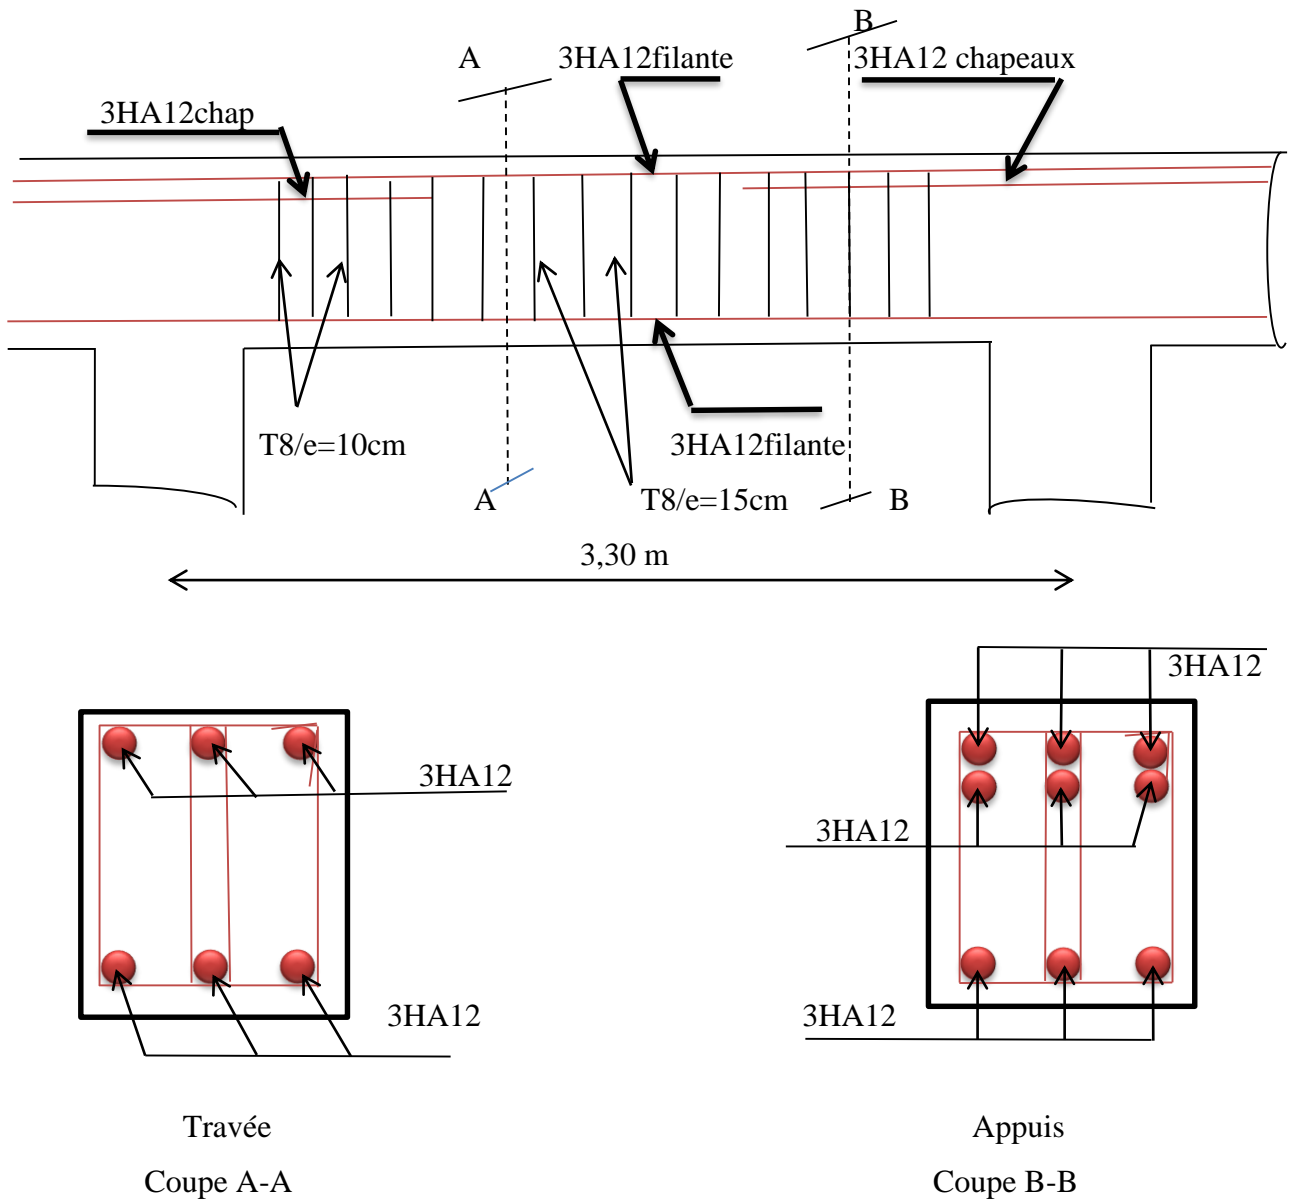 B
A
3HA12filante
3HA12 chapeaux
3HA12chap
T8/e=10cm
3HA12filante
A
T8/e=15cm
B
3,30 m
3HA12
3HA12
3HA12
3HA12
3HA12
Travée
Appuis
Coupe A-A
Coupe B-B